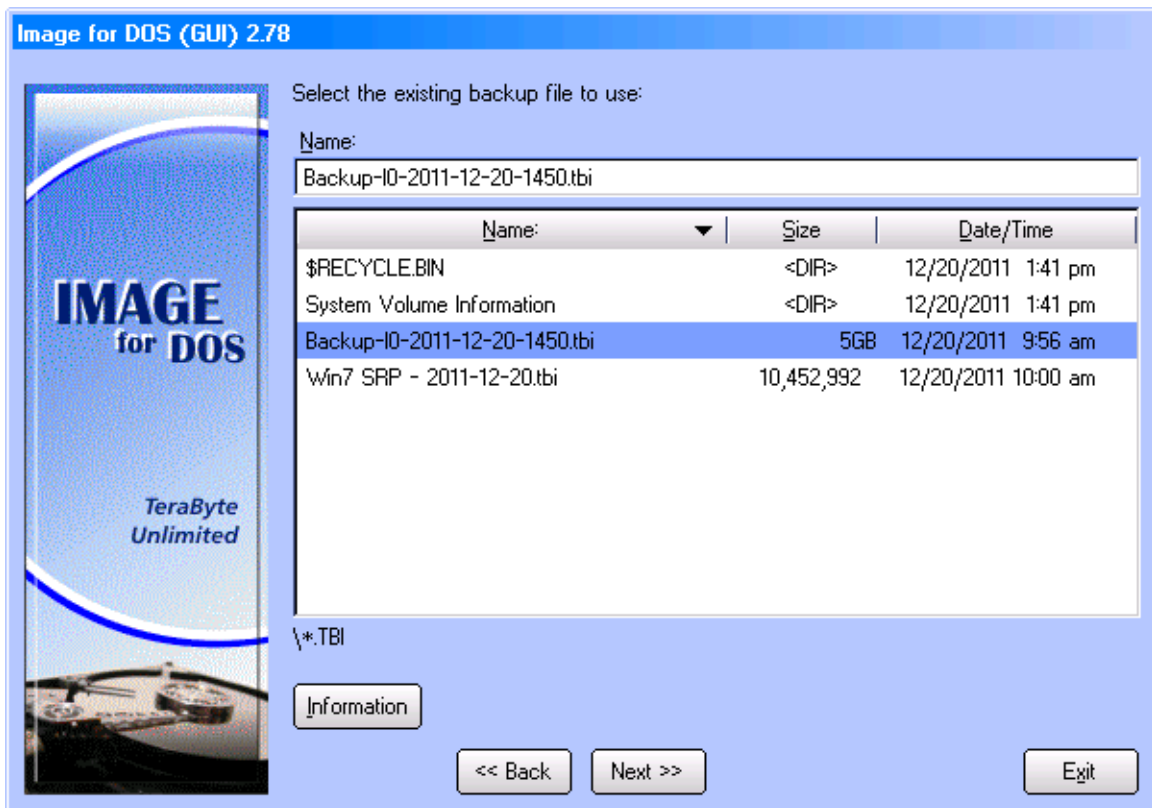 Image for DOS (GUI) 2.78
IMAGE
for DOS
TeraByte
Unlimited
Select the existing backup file to use:
Name:
Backup-I0-2011-12-20-1450.tbi
Name: Size Date/Time
$RECYCLE.BIN <DIR> 12/20/2011 1:41 pm
System Volume Information <DIR> 12/20/2011 1:41 pm
Backup-I0-2011-12-20-1450.tbi 5GB 12/20/2011 9:56 am
Win7 SRP - 2011-12-20.tbi 10,452,992 12/20/2011 10:00 am
\*.TBI
Information
<< Back Next >> Exit